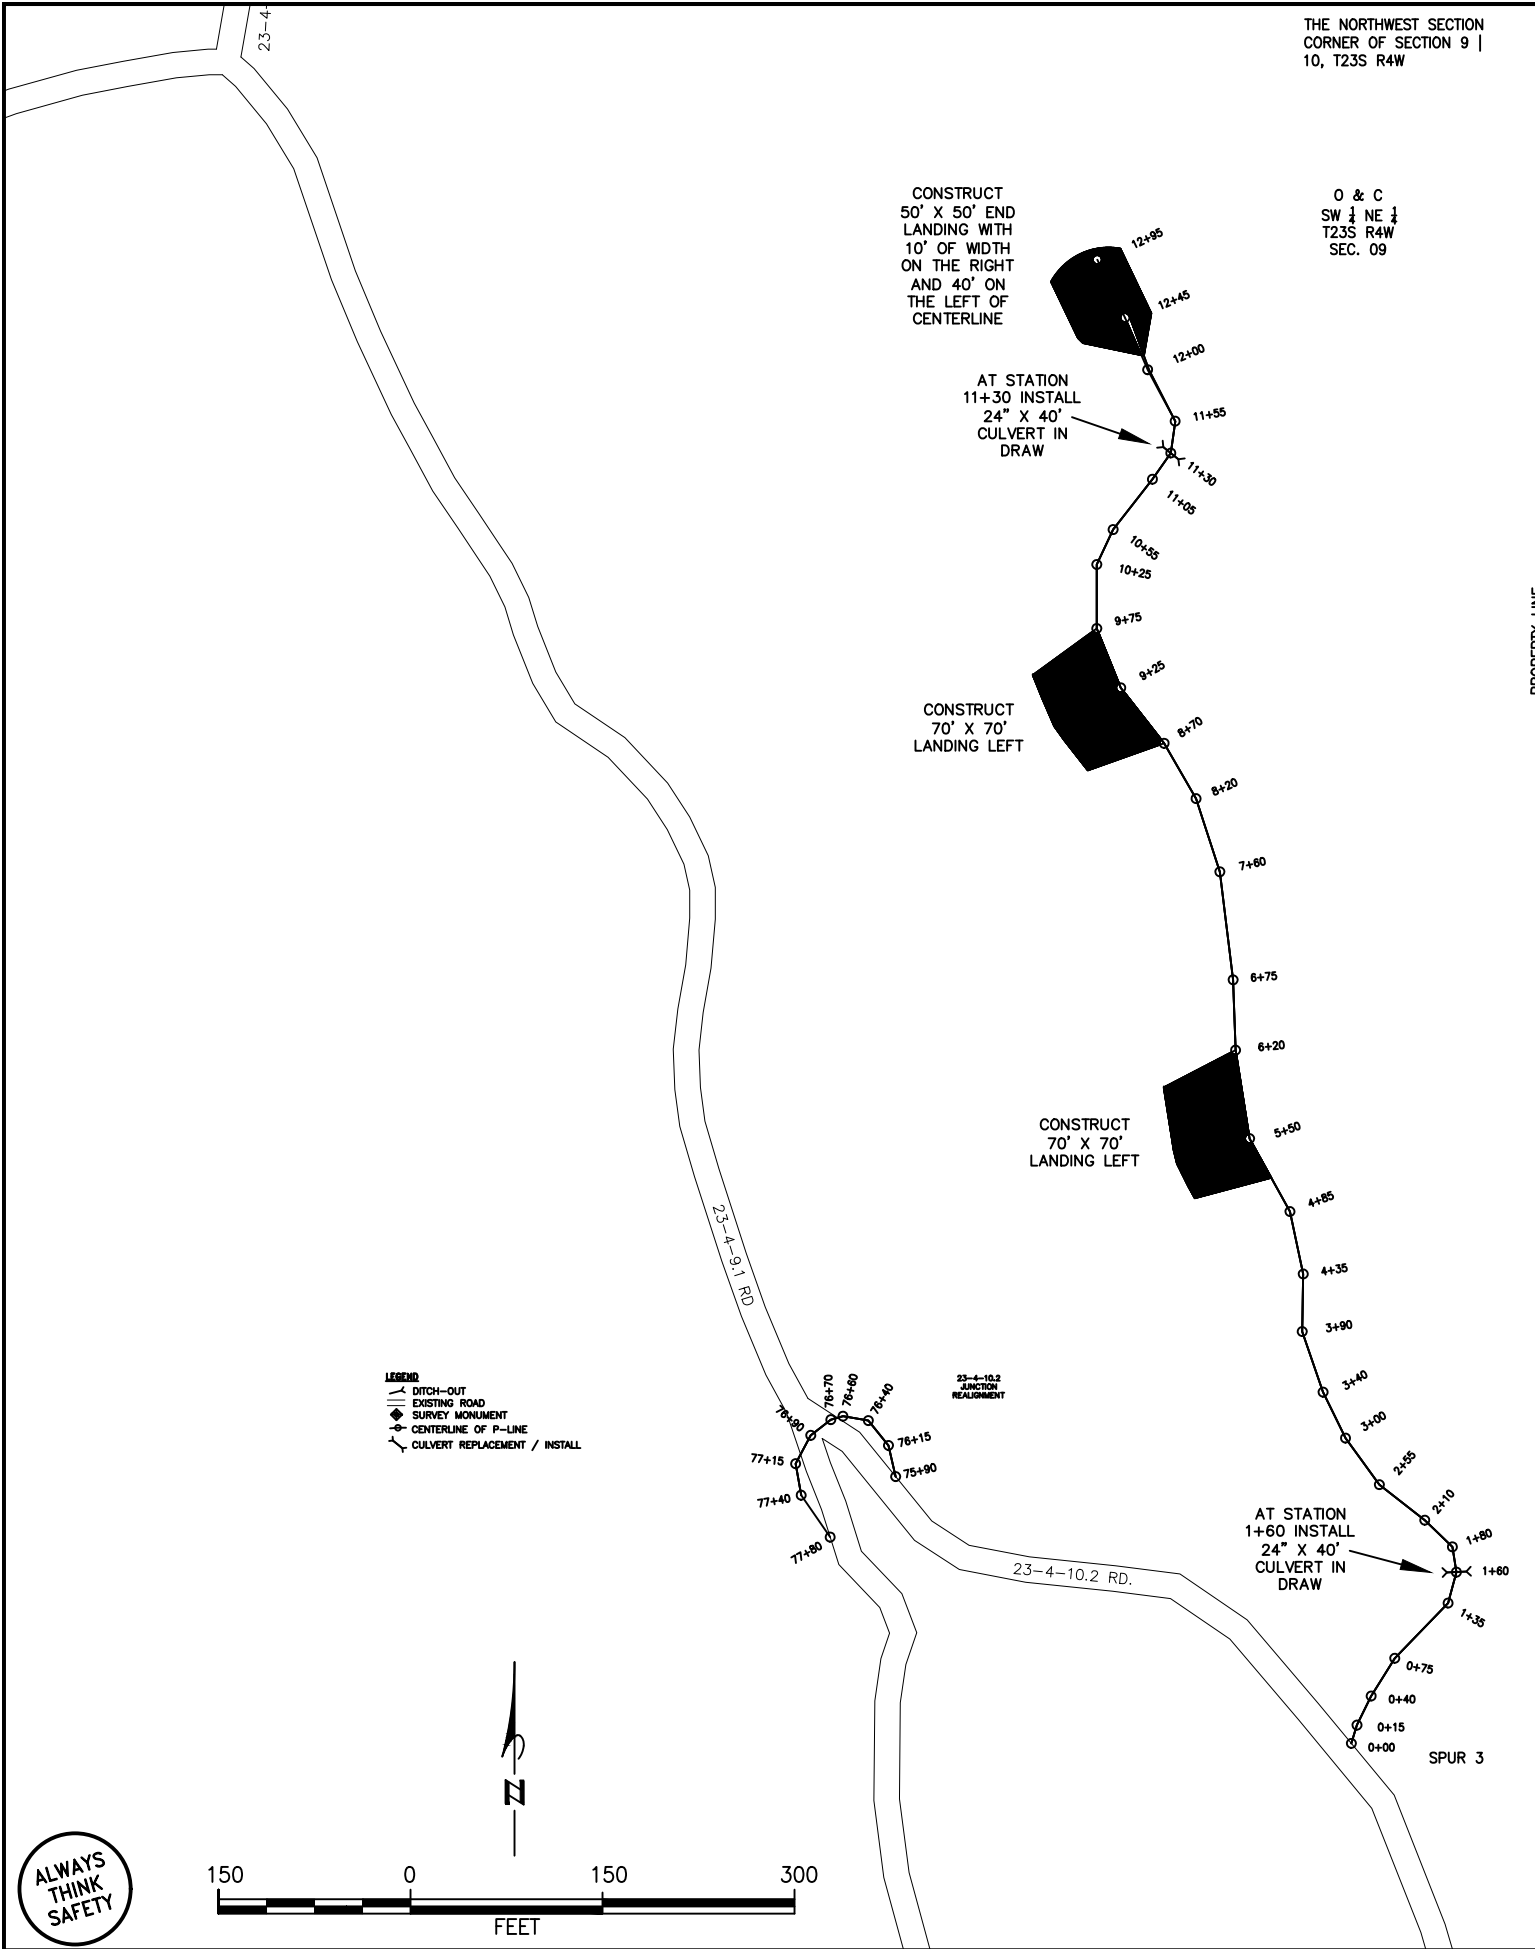 23-4-
THE NORTHWEST SECTION
CORNER OF SECTION 9 |
10, T23S R4W
O & C
SW 1/4 NE 1/4
T23S R4W
SEC. 09
CONSTRUCT
50' X 50' END
LANDING WITH
10' OF WIDTH
ON THE RIGHT
AND 40' ON
THE LEFT OF
CENTERLINE
12+95
12+45
12+00
AT STATION
11+30 INSTALL
24" X 40'
CULVERT IN
DRAW
11+55
11+30
11+05
10+55
10+25
9+75
PROPERTY LINE
9+25
CONSTRUCT
70' X 70'
LANDING LEFT
8+70
8+20
7+60
6+75
6+20
CONSTRUCT
70' X 70'
LANDING LEFT
5+50
4+85
4+35
3+90
3+40
3+00
2+55
2+10
1+80
AT STATION
1+60 INSTALL
24" X 40'
CULVERT IN
DRAW
1+60
1+35
0+75
0+40
0+15
0+00
SPUR 3
23-4-9.1 RD
23-4-10.2
JUNCTION
REALIGNMENT
76+90
76+70
76+60
76+40
76+15
75+90
77+15
77+40
77+80
23-4-10.2 RD.
LEGEND
DITCH-OUT
EXISTING ROAD
SURVEY MONUMENT
CENTERLINE OF P-LINE
CULVERT REPLACEMENT / INSTALL
N
ALWAYS
THINK
SAFETY
150 0 150 300
FEET